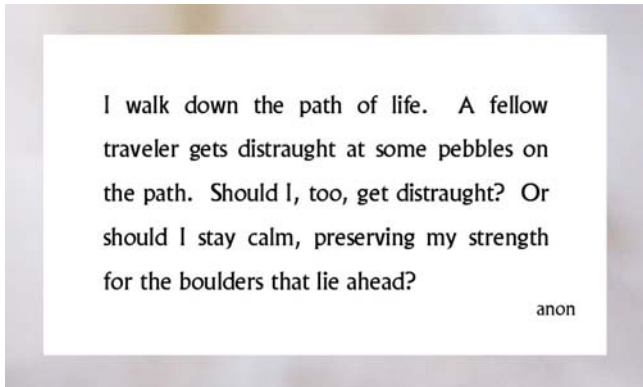 I walk down the path of life. A fellow
traveler gets distraught at some pebbles on
the path. Should I, too, get distraught? Or
should I stay calm, preserving my strength
for the boulders that lie ahead?
anon